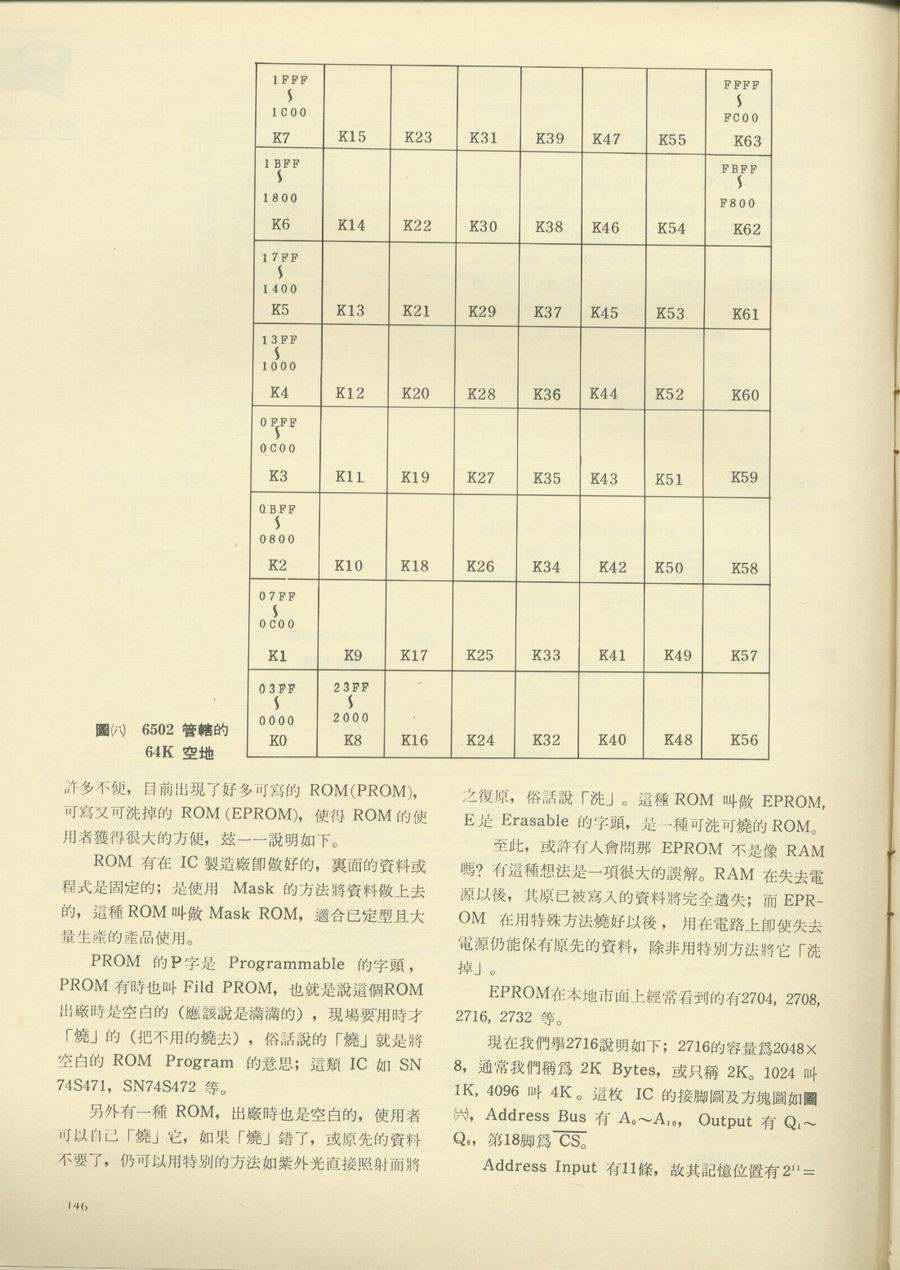 1FFF FFFF
∫ ∫
1C00 FC00
K7 K15 K23 K31 K39 K47 K55 K63
1BFF FBFF
∫ ∫
1800 F800
K6 K14 K22 K30 K38 K46 K54 K62
17FF
∫
1400
K5 K13 K21 K29 K37 K45 K53 K61
13FF
∫
1000
K4 K12 K20 K28 K36 K44 K52 K60
0FFF
∫
0C00
K3 K11 K19 K27 K35 K43 K51 K59
0BFF
∫
0800
K2 K10 K18 K26 K34 K42 K50 K58
07FF
∫
0C00
K1 K9 K17 K25 K33 K41 K49 K57
03FF 23FF
∫ ∫
0000 2000
K0 K8 K16 K24 K32 K40 K48 K56
圖㈧ 6502 管轄的
64K 空地
許多不便,目前出現了好多可寫的 ROM(PROM),
可寫又可洗掉的 ROM (EPROM),使得 ROM 的使
用者獲得很大的方便,玆一一說明如下。
ROM 有在 IC 製造廠卽做好的,裏面的資料或
程式是固定的;是使用 Mask 的方法將資料做上去
的,這種 ROM 叫做 Mask ROM,適合已定型且大
量生產的產品使用。
PROM 的P字是 Programmable 的字頭,
PROM 有時也叫 Fild PROM,也就是說這個ROM
出廠時是空白的(應該說是滿滿的),現場要用時才
「燒」的(把不用的燒去),俗話說的「燒」就是將
空白的 ROM Program 的意思;這類 IC 如 SN
74S471,SN74S472 等。
另外有一種 ROM,出廠時也是空白的,使用者
可以自己「燒」它,如果「燒」錯了,或原先的資料
不要了,仍可以用特別的方法如紫外光直接照射而將
之復原,俗話說「洗」。這種 ROM 叫做 EPROM,
E是 Erasable 的字頭,是一種可洗可燒的 ROM。
至此,或許有人會問那 EPROM 不是像 RAM
嗎?有這種想法是一項很大的誤解。RAM 在失去電
源以後,其原已被寫入的資料將完全遺失;而 EPR-
OM 在用特殊方法燒好以後,用在電路上卽使失去
電源仍能保有原先的資料,除非用特別方法將它「洗
掉」。
EPROM在本地市面上經常看到的有2704, 2708,
2716, 2732 等。
現在我們擧2716說明如下;2716的容量爲2048×
8,通常我們稱爲 2K Bytes,或只稱 2K。1024 叫
1K, 4096 叫 4K。這枚 IC 的接脚圖及方塊圖如圖
㈥,Address Bus 有 A₀~A₁₀, Output 有 Q₁~
Q₈,第18脚爲 C̅S̅。
Address Input 有11條,故其記憶位置有 2¹¹=
146